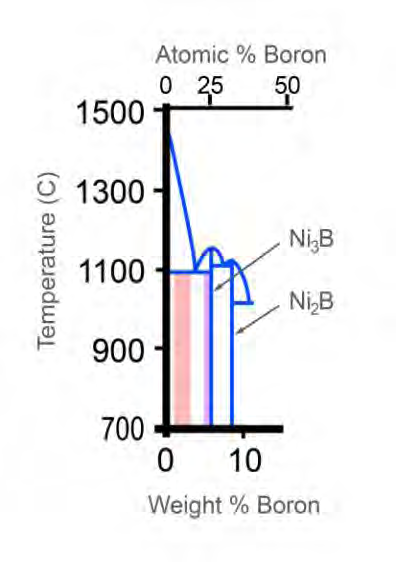 Atomic % Boron
0 25 50
1500
1300
1100
900
700
Temperature (C)
Ni₃B
Ni₂B
0 10
Weight % Boron